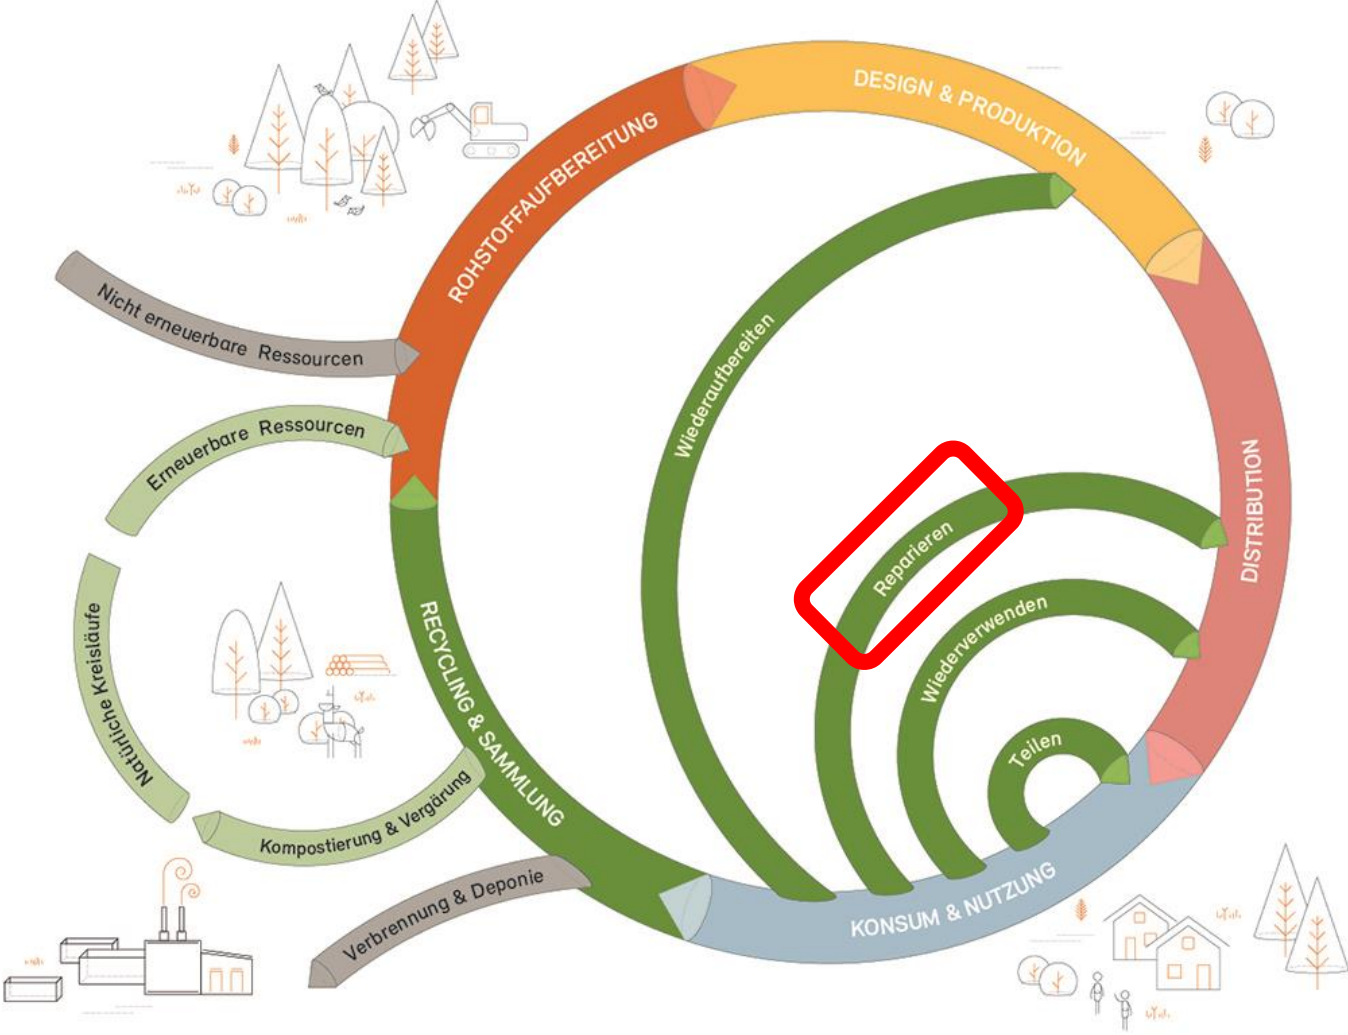 DESIGN & PRODUKTION
ROHSTOFFAUFBEREITUNG
Nicht erneuerbare Ressourcen
Wiederaufbereiten
Erneuerbare Ressourcen
DISTRIBUTION
Reparieren
Wiederverwenden
Natürliche Kreisläufe
RECYCLING & SAMMLUNG
Teilen
Kompostierung & Vergärung
Verbrennung & Deponie
KONSUM & NUTZUNG